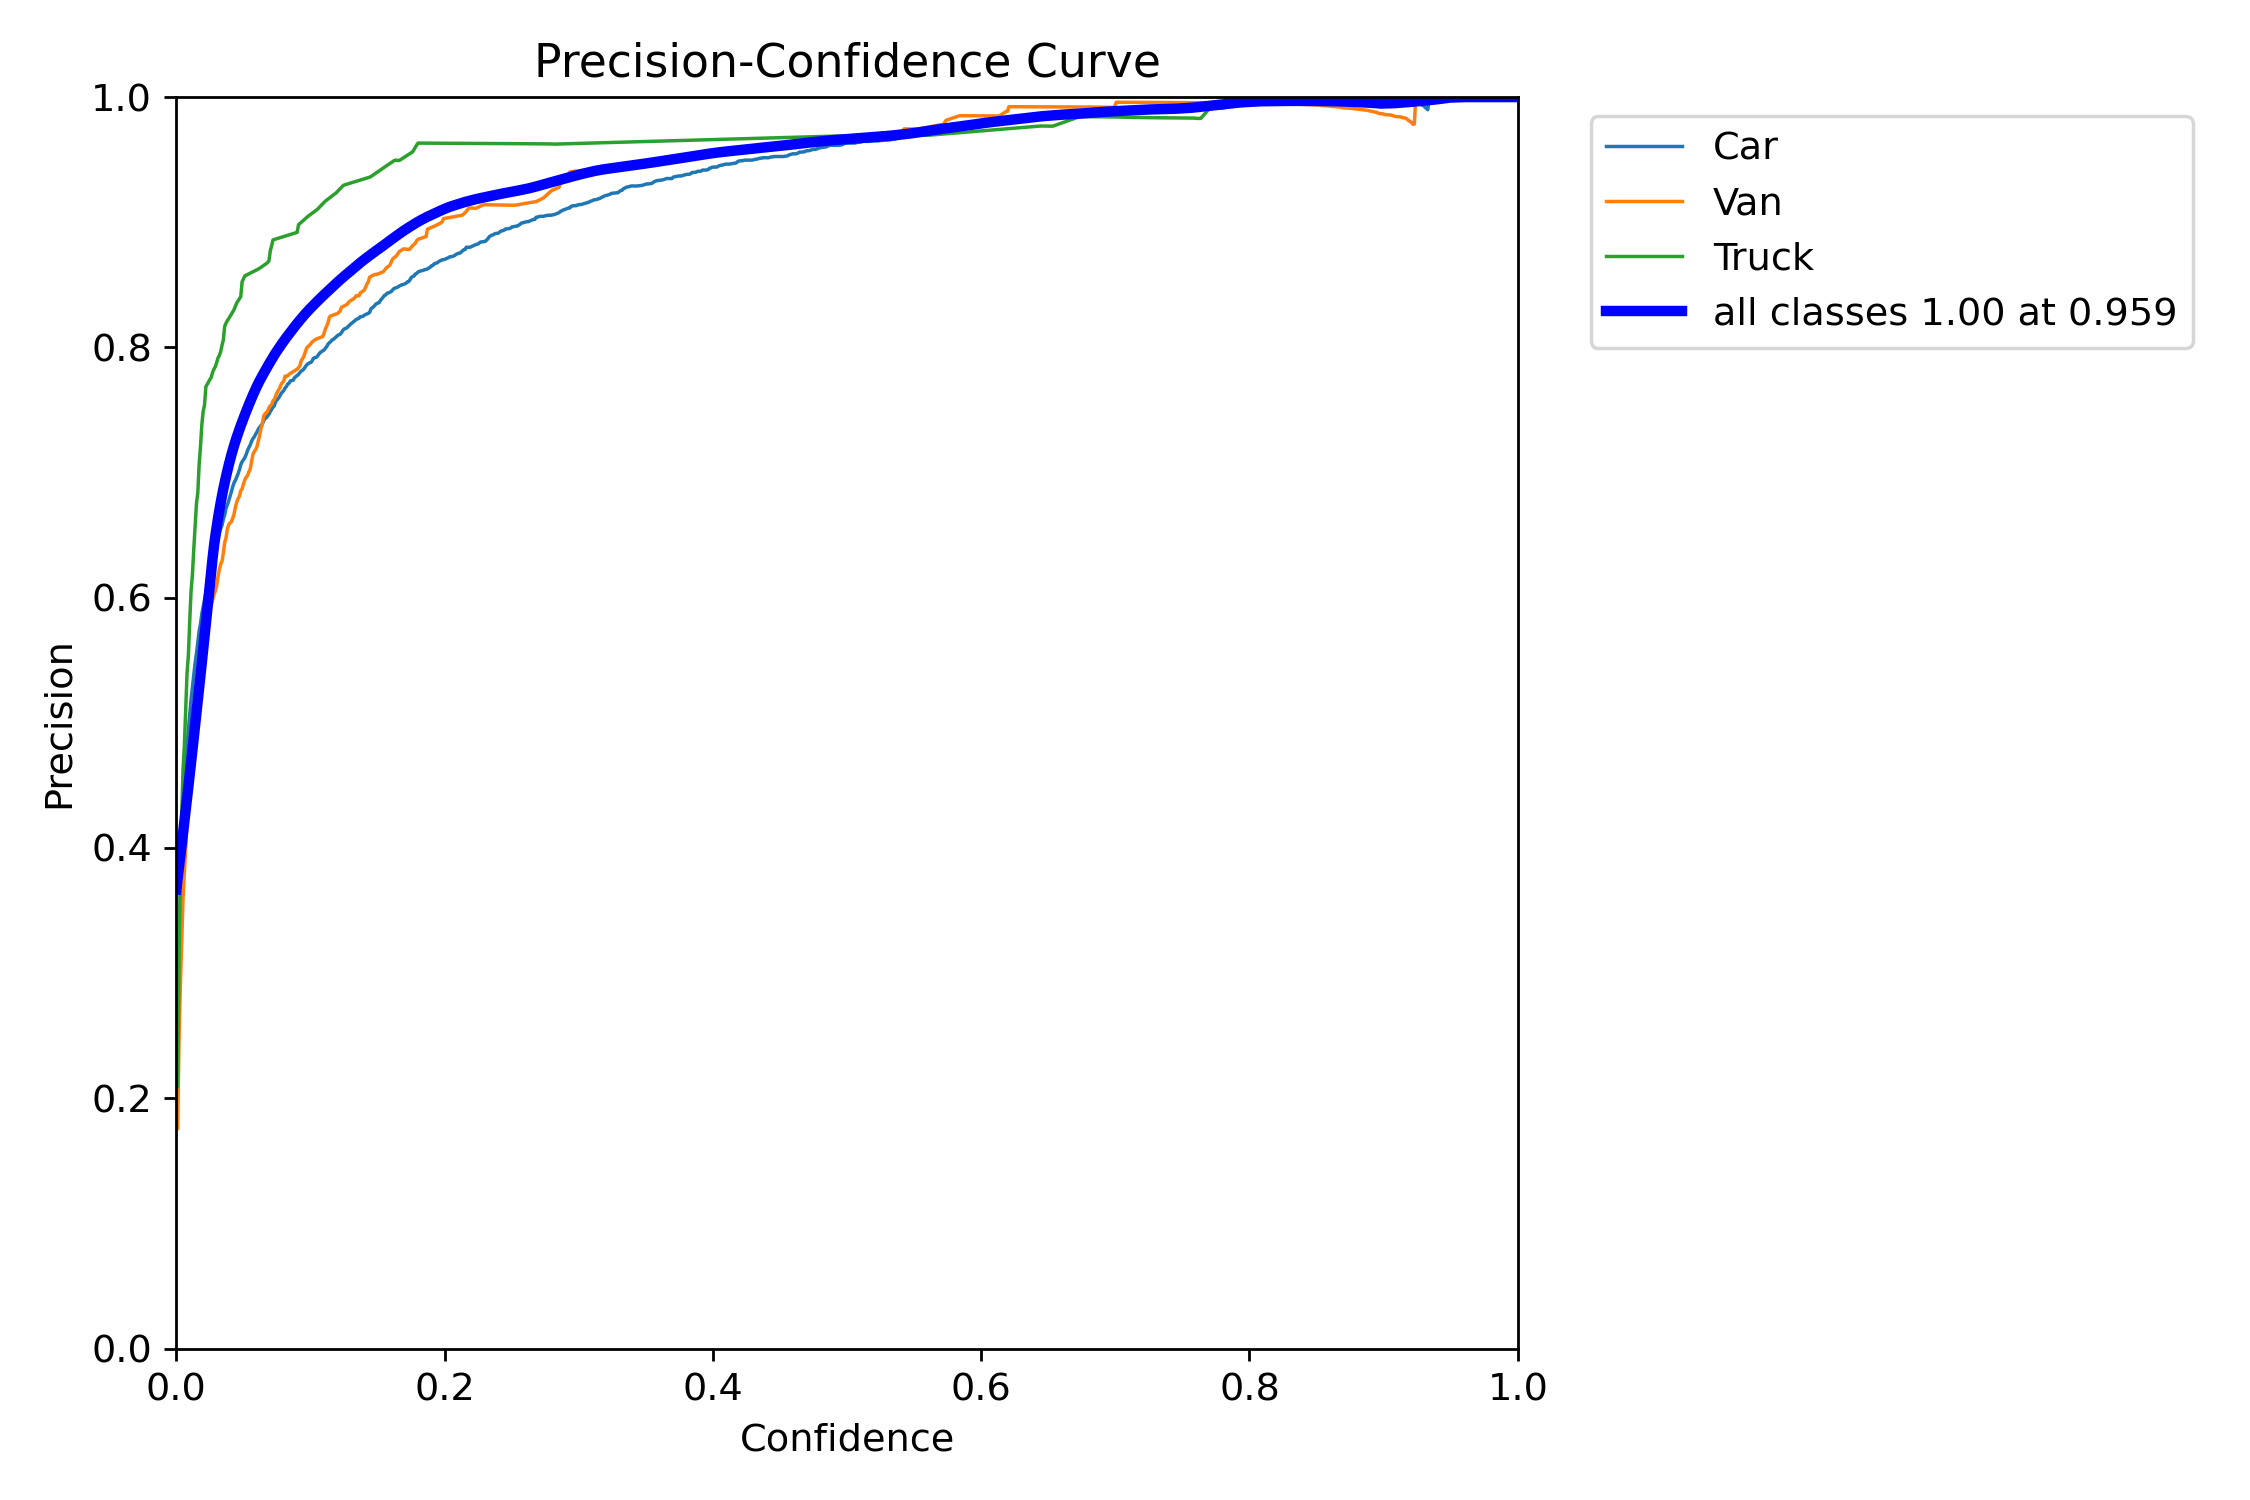 Precision-Confidence Curve
1.0
0.8
0.6
0.4
0.2
0.0
Precision
0.0 0.2 0.4 0.6 0.8 1.0
Confidence
Car
Van
Truck
all classes 1.00 at 0.959